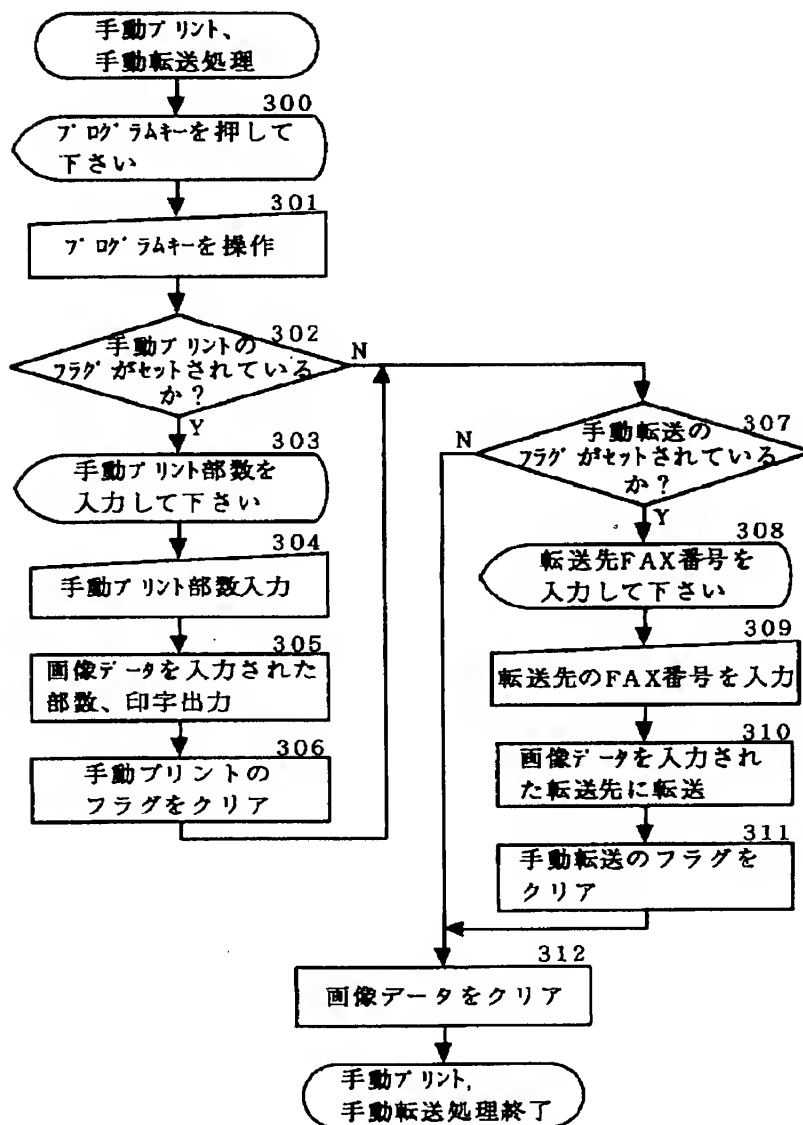 手動プリント、
手動転送処理
300
プログラムキーを押して
下さい
301
プログラムキーを操作
302
手動プリントの
フラグがセットされている
か？
N
Y
303
手動プリント部数を
入力して下さい
304
手動プリント部数入力
305
画像データを入力された
部数、印字出力
306
手動プリントの
フラグをクリア
307
手動転送の
フラグがセットされている
か？
N
Y
308
転送先FAX番号を
入力して下さい
309
転送先のFAX番号を入力
310
画像データを入力され
た転送先に転送
311
手動転送のフラグを
クリア
312
画像データをクリア
手動プリント,
手動転送処理終了